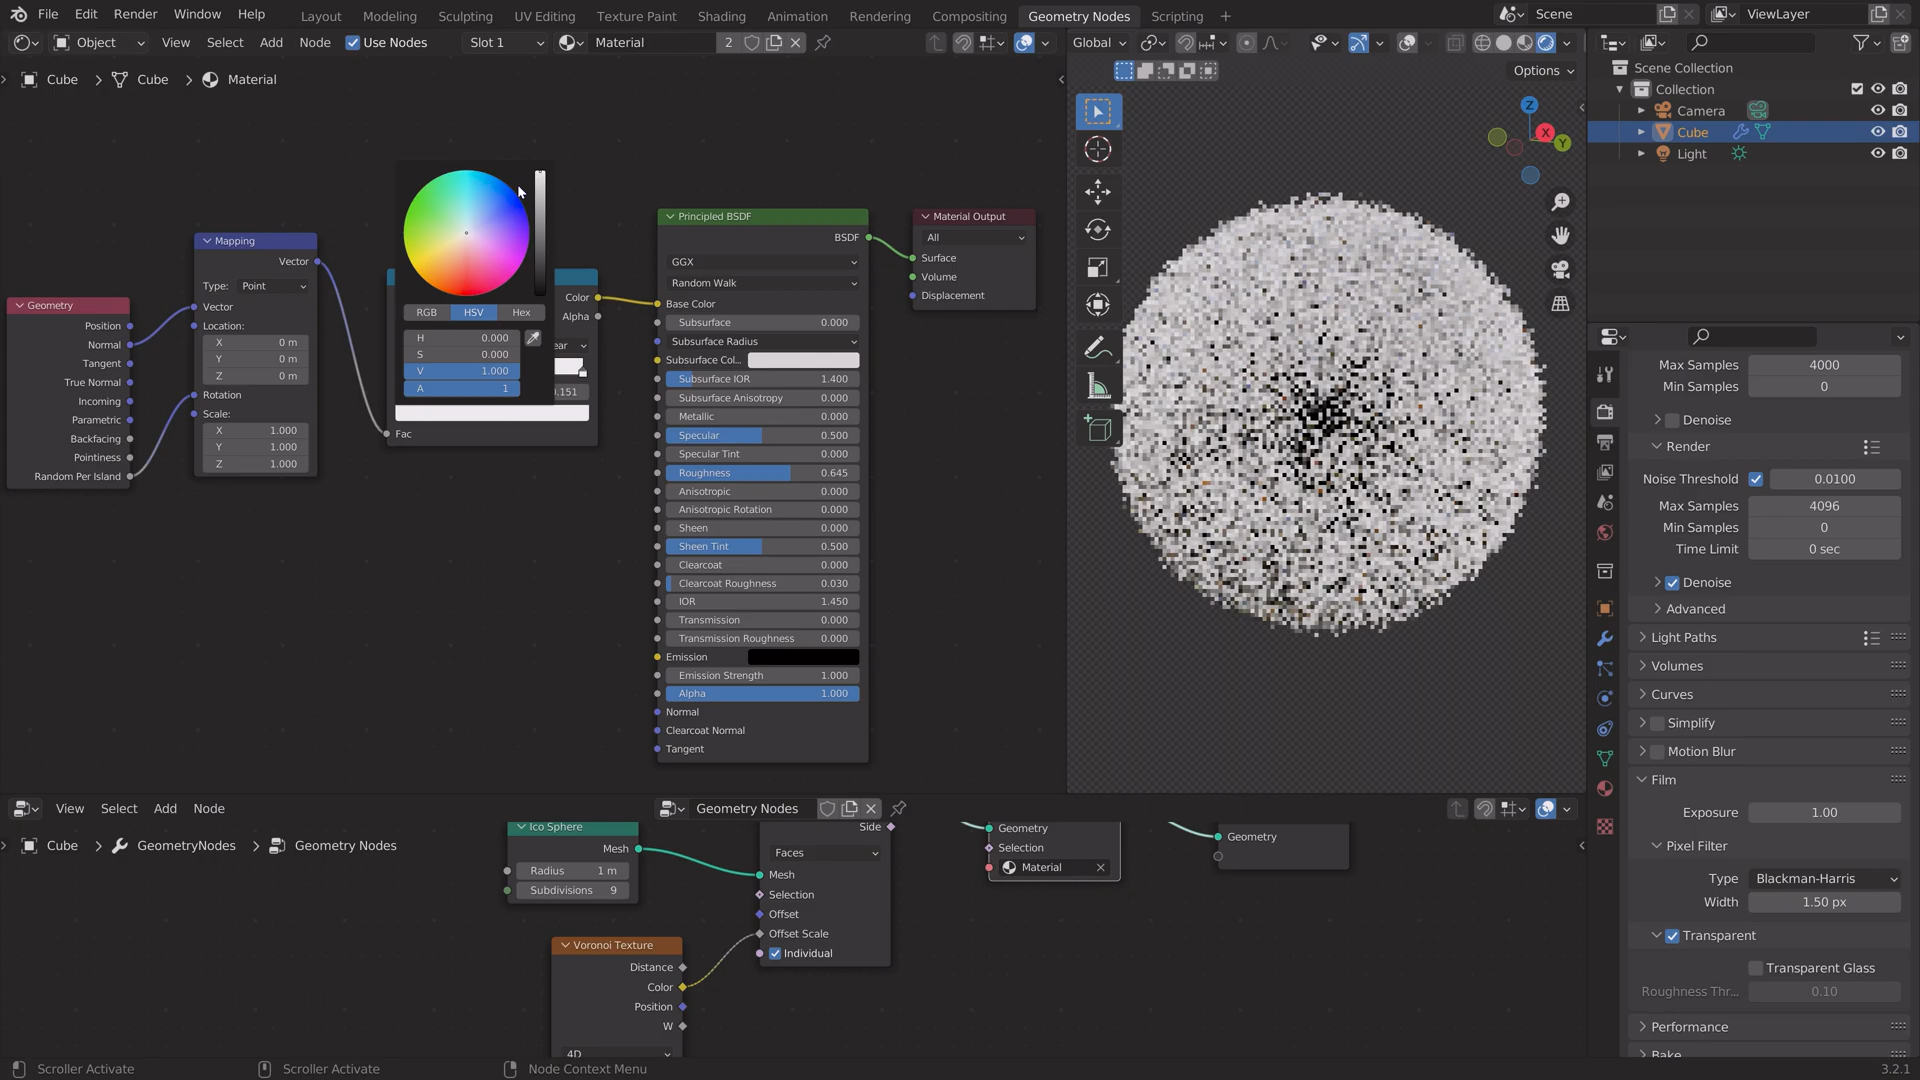 File Edit Render Window Help Layout Modeling Sculpting UV Editing Texture Paint Shading Animation Rendering Compositing Geometry Nodes Scripting + Scene ViewLayer
Object View Select Add Node Use Nodes Slot 1 Material 2 Global
Options
Cube > Cube > Material
Scene Collection
Collection
Camera
Cube
Light
Z
X
Y
Geometry
Position
Normal
Tangent
True Normal
Incoming
Parametric
Backfacing
Pointiness
Random Per Island
Mapping
Vector
Type: Point
Vector
Location:
X 0 m
Y 0 m
Z 0 m
Rotation
Scale:
X 1.000
Y 1.000
Z 1.000
RGB HSV Hex
H 0.000
S 0.000
V 1.000
A 1
Color
Alpha
Fac
Principled BSDF
BSDF
GGX
Random Walk
Base Color
Subsurface 0.000
Subsurface Radius
Subsurface Col...
Subsurface IOR 1.400
Subsurface Anisotropy 0.000
Metallic 0.000
Specular 0.500
Specular Tint 0.000
Roughness 0.645
Anisotropic 0.000
Anisotropic Rotation 0.000
Sheen 0.000
Sheen Tint 0.500
Clearcoat 0.000
Clearcoat Roughness 0.030
IOR 1.450
Transmission 0.000
Transmission Roughness 0.000
Emission
Emission Strength 1.000
Alpha 1.000
Normal
Clearcoat Normal
Tangent
Material Output
All
Surface
Volume
Displacement
Max Samples 4000
Min Samples 0
Denoise
Render
Noise Threshold 0.0100
Max Samples 4096
Min Samples 0
Time Limit 0 sec
Denoise
Advanced
Light Paths
Volumes
Curves
Simplify
Motion Blur
Film
Exposure 1.00
Pixel Filter
Type Blackman-Harris
Width 1.50 px
Transparent
Transparent Glass
Roughness Thr... 0.10
Performance
Bake
View Select Add Node Geometry Nodes
Cube > GeometryNodes > Geometry Nodes
Ico Sphere
Mesh
Radius 1 m
Subdivisions 9
Voronoi Texture
Distance
Color
Position
W
4D
Side
Faces
Mesh
Selection
Offset
Offset Scale
Individual
Geometry
Selection
Material
Geometry
Scroller Activate Scroller Activate Node Context Menu 3.2.1